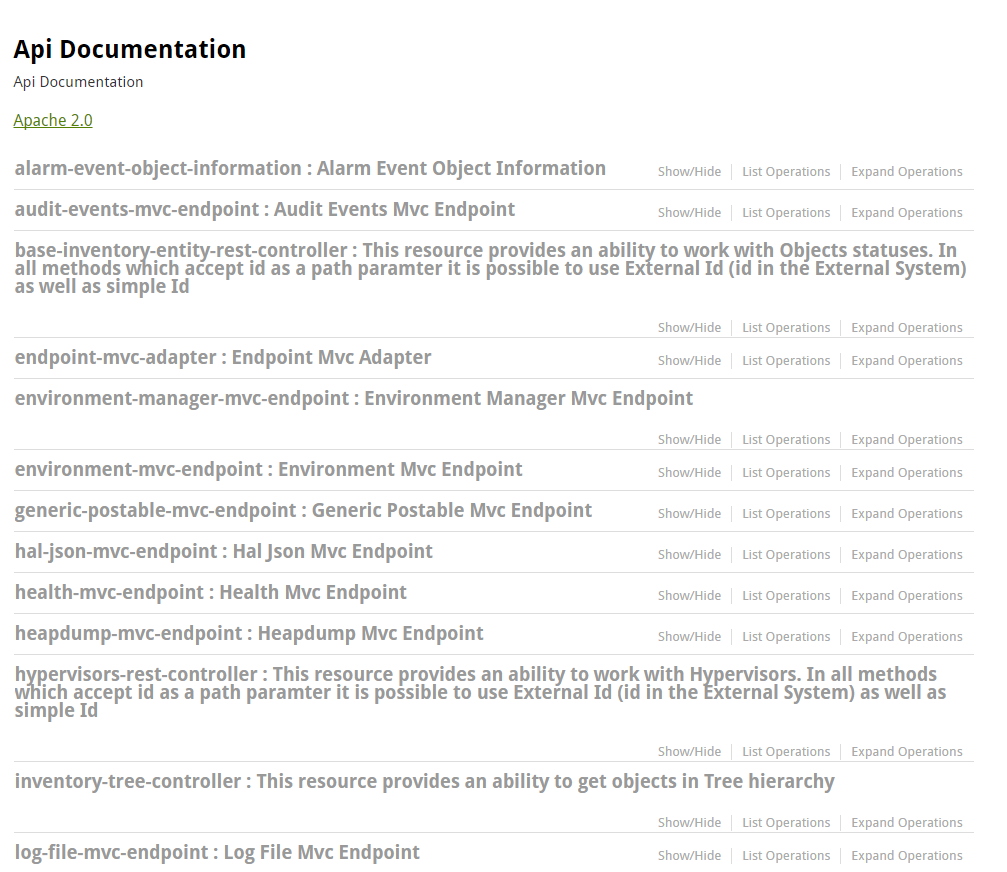 Api Documentation
Api Documentation
Apache 2.0
alarm-event-object-information : Alarm Event Object Information
Show/Hide List Operations Expand Operations
audit-events-mvc-endpoint : Audit Events Mvc Endpoint
Show/Hide List Operations Expand Operations
base-inventory-entity-rest-controller : This resource provides an ability to work with Objects statuses. In
all methods which accept id as a path paramter it is possible to use External Id (id in the External System)
as well as simple Id
Show/Hide List Operations Expand Operations
endpoint-mvc-adapter : Endpoint Mvc Adapter
Show/Hide List Operations Expand Operations
environment-manager-mvc-endpoint : Environment Manager Mvc Endpoint
Show/Hide List Operations Expand Operations
environment-mvc-endpoint : Environment Mvc Endpoint
Show/Hide List Operations Expand Operations
generic-postable-mvc-endpoint : Generic Postable Mvc Endpoint
Show/Hide List Operations Expand Operations
hal-json-mvc-endpoint : Hal Json Mvc Endpoint
Show/Hide List Operations Expand Operations
health-mvc-endpoint : Health Mvc Endpoint
Show/Hide List Operations Expand Operations
heapdump-mvc-endpoint : Heapdump Mvc Endpoint
Show/Hide List Operations Expand Operations
hypervisors-rest-controller : This resource provides an ability to work with Hypervisors. In all methods
which accept id as a path paramter it is possible to use External Id (id in the External System) as well as
simple Id
Show/Hide List Operations Expand Operations
inventory-tree-controller : This resource provides an ability to get objects in Tree hierarchy
Show/Hide List Operations Expand Operations
log-file-mvc-endpoint : Log File Mvc Endpoint
Show/Hide List Operations Expand Operations